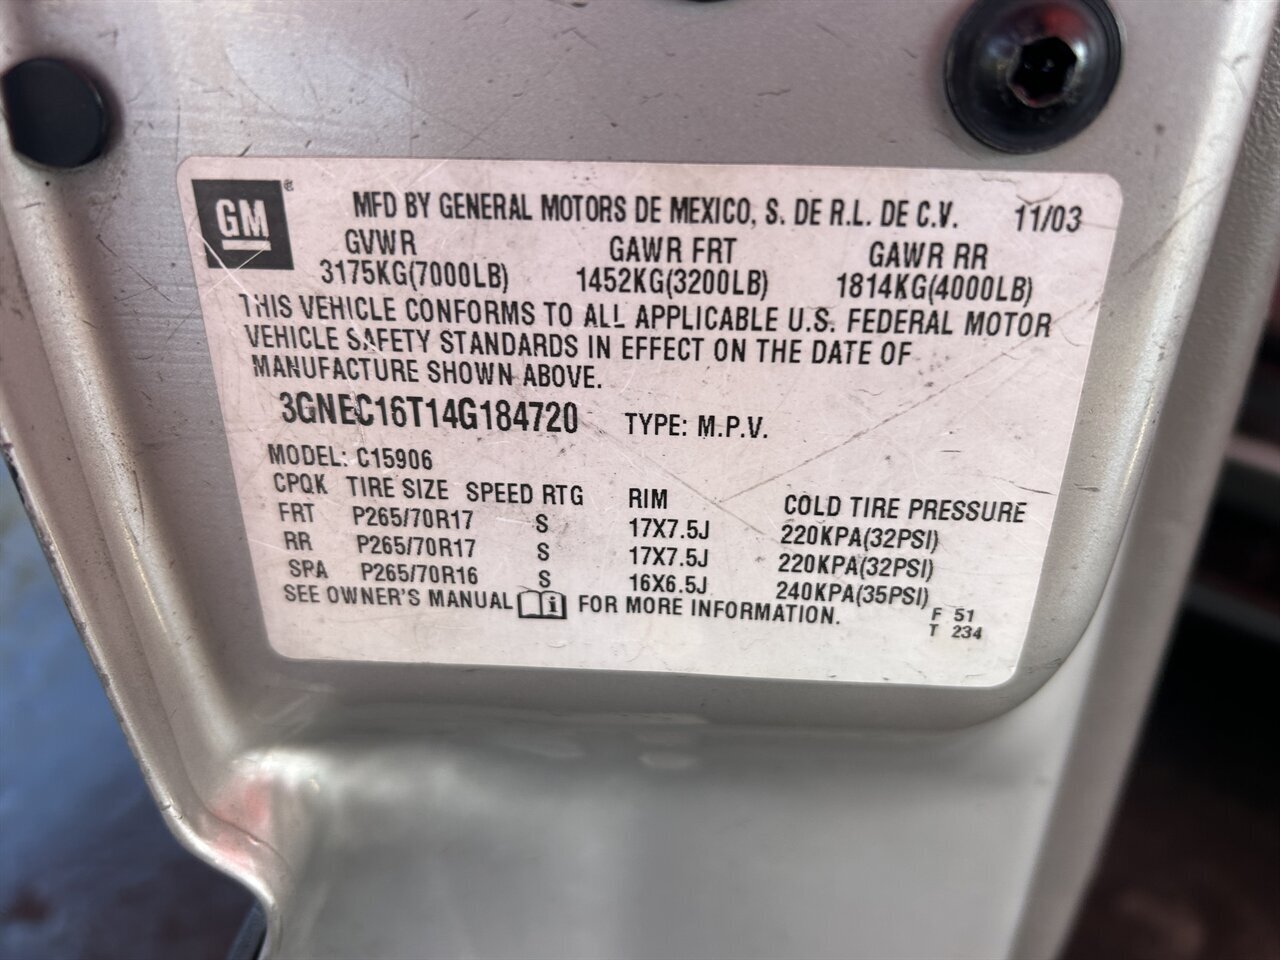 GM®
MFD BY GENERAL MOTORS DE MEXICO, S. DE R.L. DE C.V. 11/03
GVWR GAWR FRT GAWR RR
3175KG(7000LB) 1452KG(3200LB) 1814KG(4000LB)
THIS VEHICLE CONFORMS TO ALL APPLICABLE U.S. FEDERAL MOTOR
VEHICLE SAFETY STANDARDS IN EFFECT ON THE DATE OF
MANUFACTURE SHOWN ABOVE.
3GNEC16T14G184720 TYPE: M.P.V.
MODEL: C15906
CPQK TIRE SIZE SPEED RTG RIM COLD TIRE PRESSURE
FRT P265/70R17 S 17X7.5J 220KPA(32PSI)
RR P265/70R17 S 17X7.5J 220KPA(32PSI)
SPA P265/70R16 S 16X6.5J 240KPA(35PSI)
SEE OWNER'S MANUAL i FOR MORE INFORMATION.
F 51
T 234